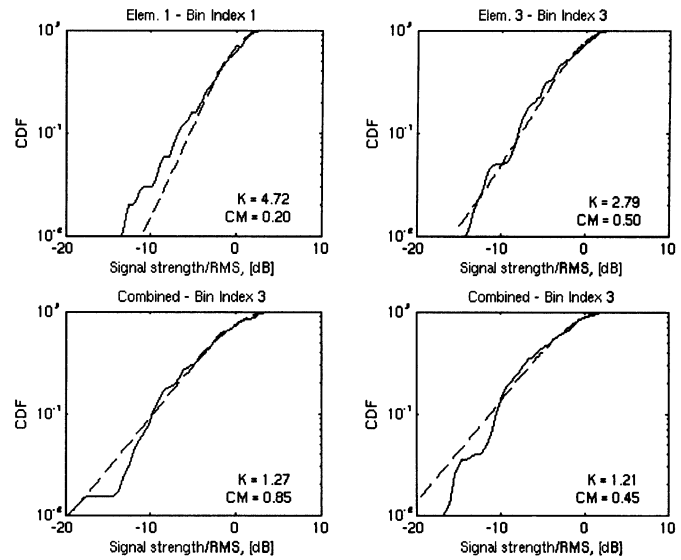 Elem. 1 - Bin Index 1
10⁰
10⁻¹
10⁻²
CDF
K = 4.72
CM = 0.20
-20 -10 0 10
Signal strength/RMS, [dB]
Elem. 3 - Bin Index 3
10⁰
10⁻¹
10⁻²
CDF
K = 2.79
CM = 0.50
-20 -10 0 10
Signal strength/RMS, [dB]
Combined - Bin Index 3
10⁰
10⁻¹
10⁻²
CDF
K = 1.27
CM = 0.85
-20 -10 0 10
Signal strength/RMS, [dB]
Combined - Bin Index 3
10⁰
10⁻¹
10⁻²
CDF
K = 1.21
CM = 0.45
-20 -10 0 10
Signal strength/RMS, [dB]